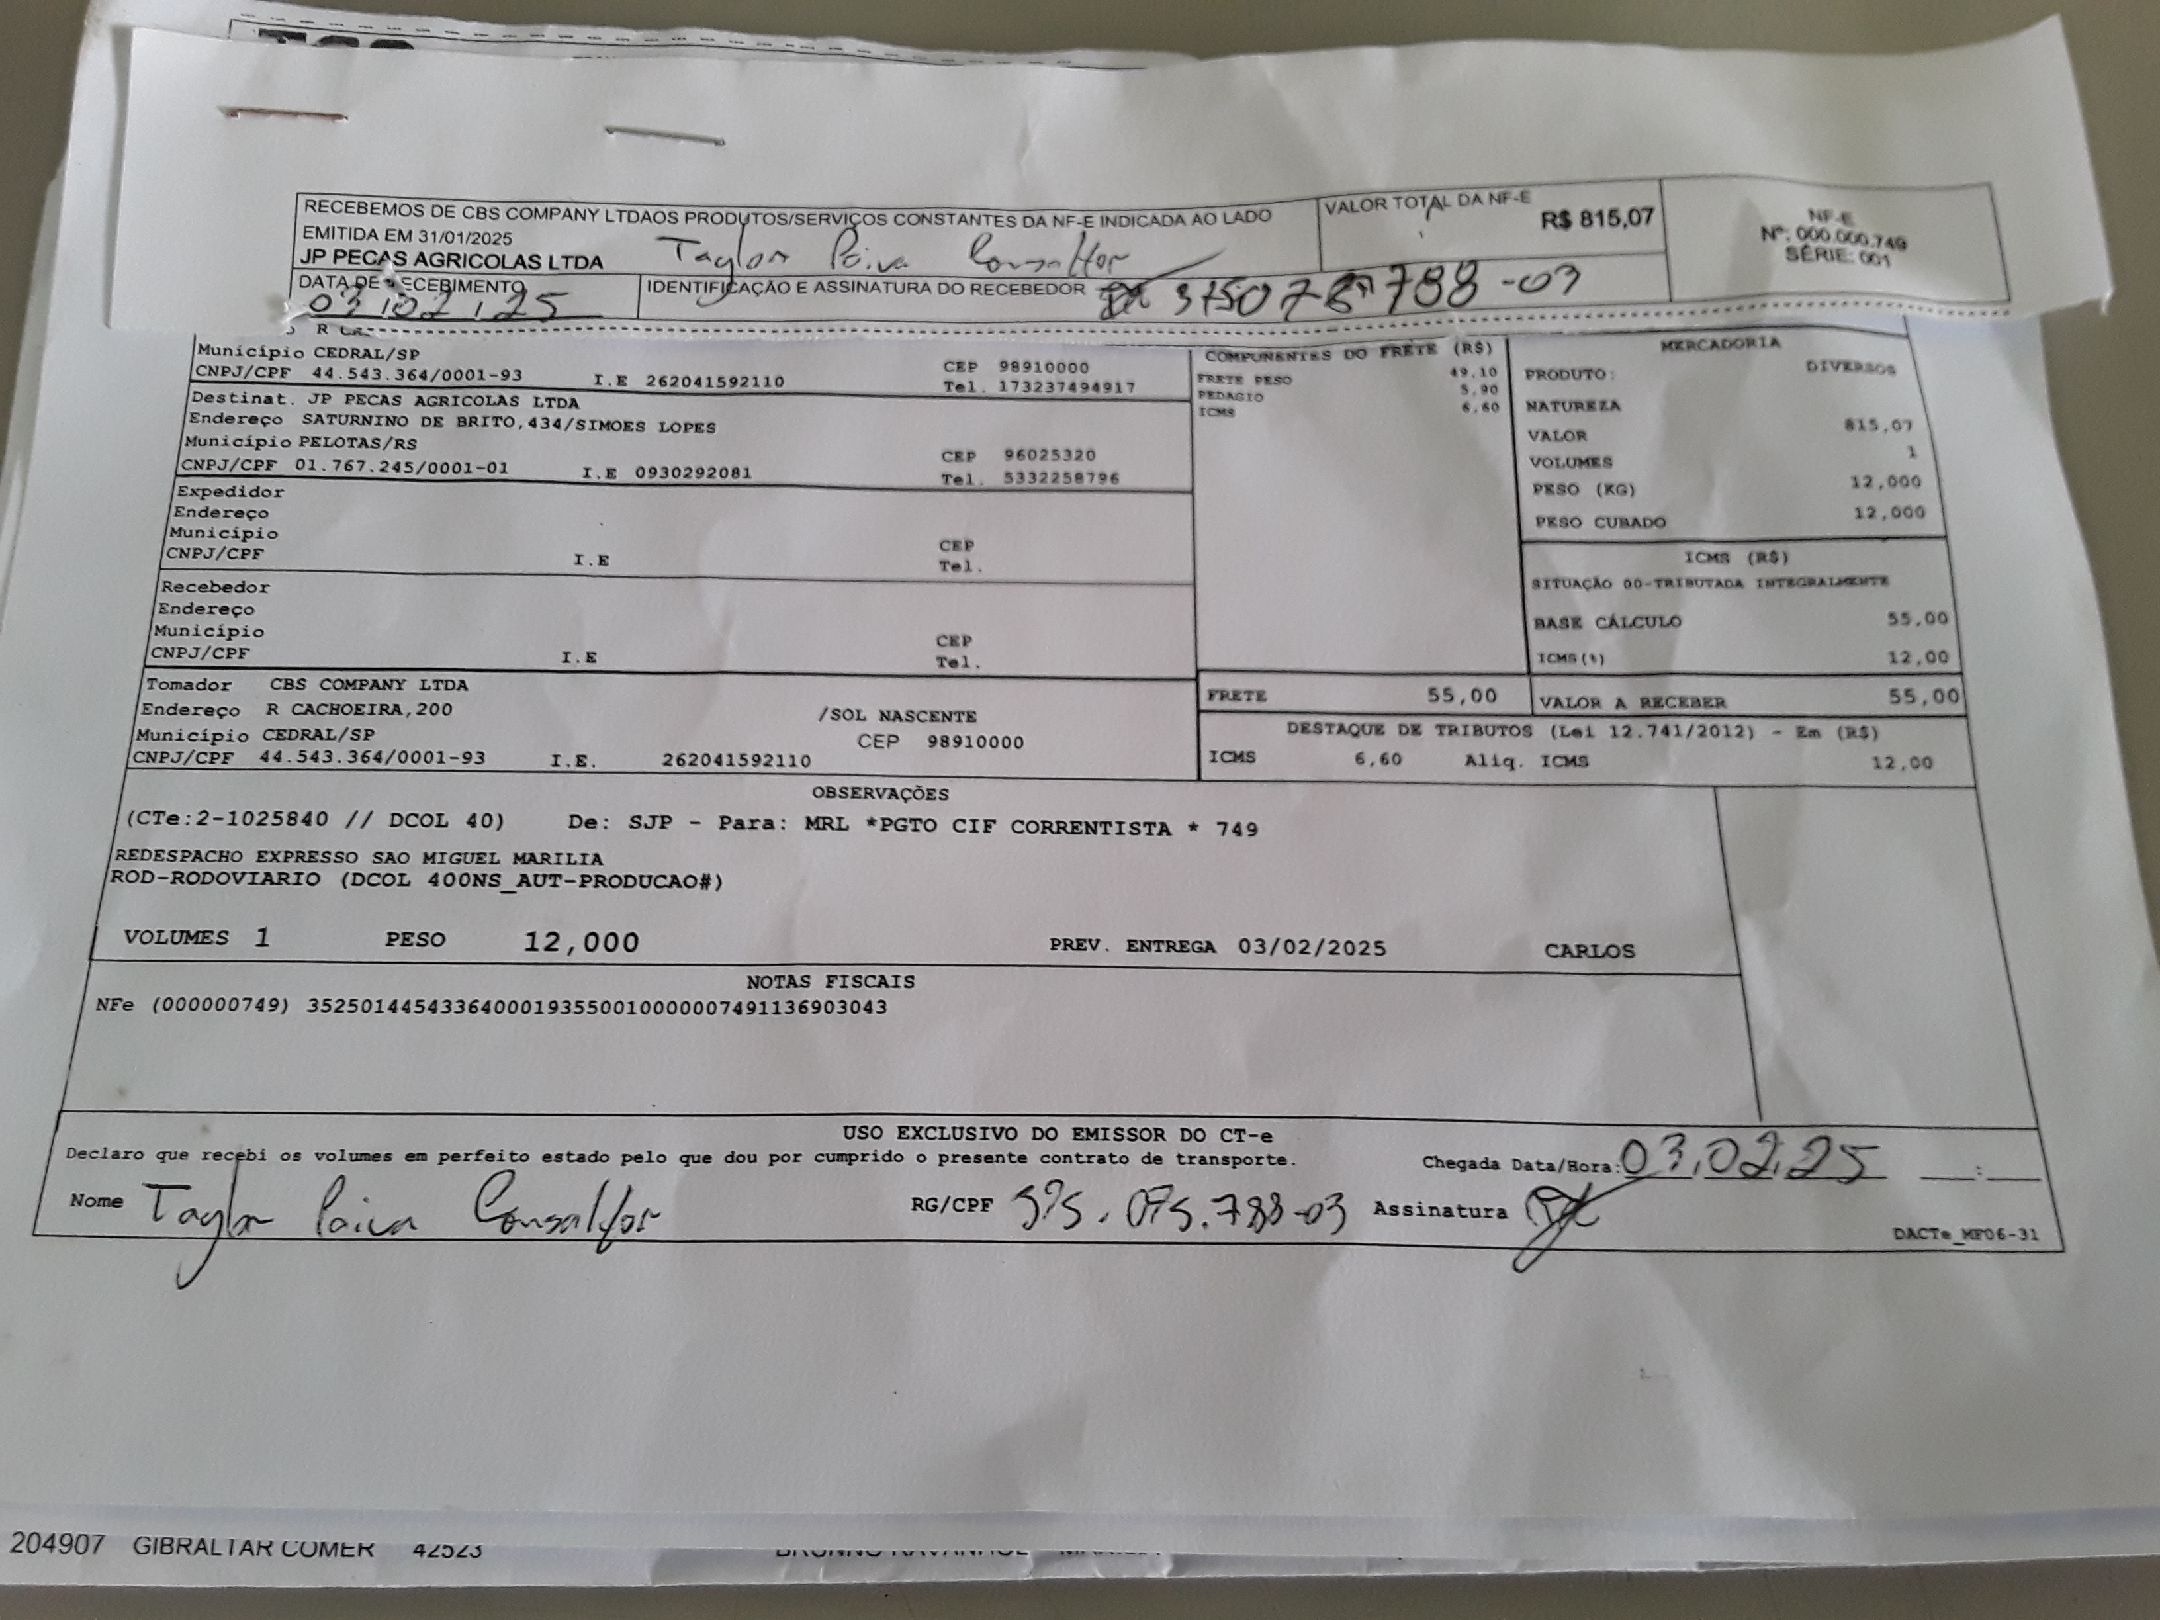 RECEBEMOS DE CBS COMPANY LTDAOS PRODUTOS/SERVIÇOS CONSTANTES DA NF-E INDICADA AO LADO
EMITIDA EM 31/01/2025
JP PECAS AGRICOLAS LTDA
Taylor Paiva
DATA DE RECEBIMENTO
03/02/25
IDENTIFICAÇÃO E ASSINATURA DO RECEBEDOR
VALOR TOTAL DA NF-E
R$ 815,07
NF-E
Nº: 000.000.749
SÉRIE: 001
Município CEDRAL/SP CEP 98910000
CNPJ/CPF 44.543.364/0001-93 I.E 262041592110 Tel. 173237494917
Destinat. JP PECAS AGRICOLAS LTDA
Endereço SATURNINO DE BRITO,434/SIMOES LOPES
Município PELOTAS/RS CEP 96025320
CNPJ/CPF 01.767.245/0001-01 I.E 0930292081 Tel. 5332258796
Expedidor
Endereço
Município CEP
CNPJ/CPF I.E Tel.
Recebedor
Endereço
Município CEP
CNPJ/CPF I.E Tel.
Tomador CBS COMPANY LTDA
Endereço R CACHOEIRA,200 /SOL NASCENTE
Município CEDRAL/SP CEP 98910000
CNPJ/CPF 44.543.364/0001-93 I.E. 262041592110
COMPONENTES DO FRETE (R$)
FRETE PESO 49,10
PEDAGIO 5,90
ICMS 6,60
FRETE 55,00
MERCADORIA
PRODUTO: DIVERSOS
NATUREZA
VALOR 815,07
VOLUMES 1
PESO (KG) 12,000
PESO CUBADO 12,000
ICMS (R$)
SITUAÇÃO 00-TRIBUTADA INTEGRALMENTE
BASE CÁLCULO 55,00
ICMS(%) 12,00
VALOR A RECEBER 55,00
DESTAQUE DE TRIBUTOS (Lei 12.741/2012) - Em (R$)
ICMS 6,60 Aliq. ICMS 12,00
OBSERVAÇÕES
(CTe:2-1025840 // DCOL 40) De: SJP - Para: MRL *PGTO CIF CORRENTISTA * 749
REDESPACHO EXPRESSO SAO MIGUEL MARILIA
ROD-RODOVIARIO (DCOL 400NS_AUT-PRODUCAO#)
VOLUMES 1 PESO 12,000 PREV. ENTREGA 03/02/2025 CARLOS
NOTAS FISCAIS
NFe (000000749) 35250144543364000193550010000007491136903043
USO EXCLUSIVO DO EMISSOR DO CT-e
Declaro que recebi os volumes em perfeito estado pelo que dou por cumprido o presente contrato de transporte.
Chegada Data/Hora: 03.02.25 :
Nome Taylor Paiva
RG/CPF
Assinatura
DACTe_MF06-31
204907 GIBRALTAR COMER 42523